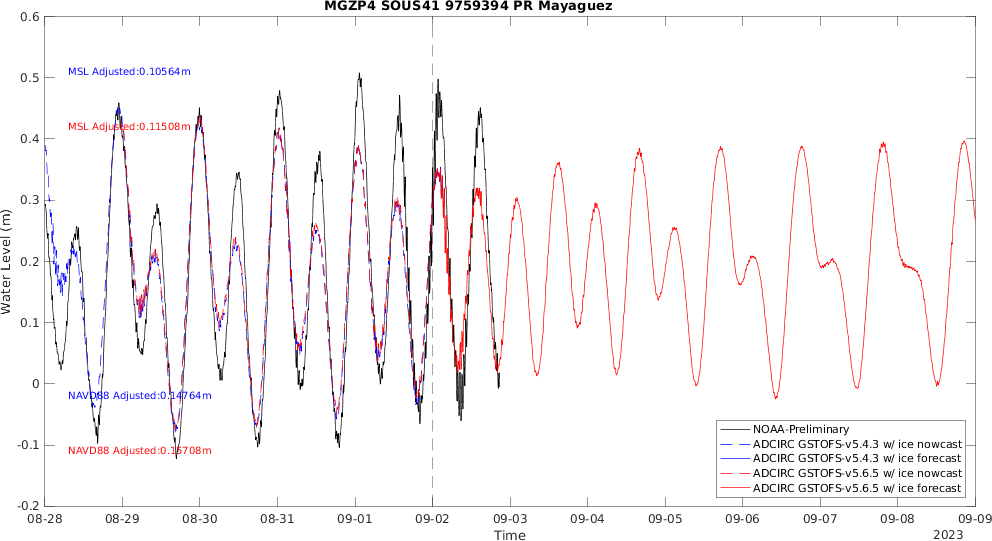 MGZP4 SOUS41 9759394 PR Mayaguez
0.6
0.5
0.4
0.3
0.2
0.1
0
-0.1
-0.2
Water Level (m)
MSL Adjusted:0.10564m
MSL Adjusted:0.11508m
NAVD88 Adjusted:0.14764m
NAVD88 Adjusted:0.15708m
NOAA-Preliminary
ADCIRC GSTOFS-v5.4.3 w/ ice nowcast
ADCIRC GSTOFS-v5.4.3 w/ ice forecast
ADCIRC GSTOFS-v5.6.5 w/ ice nowcast
ADCIRC GSTOFS-v5.6.5 w/ ice forecast
08-28 08-29 08-30 08-31 09-01 09-02 09-03 09-04 09-05 09-06 09-07 09-08 09-09
Time
2023